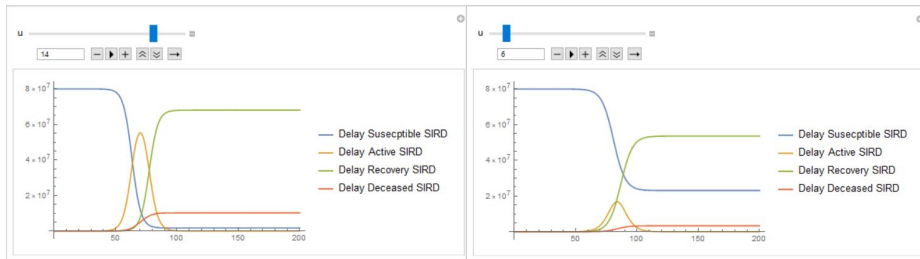 u
14
8×10⁷
6×10⁷
4×10⁷
2×10⁷
50
100
150
200
Delay Susecptible SIRD
Delay Active SIRD
Delay Recovery SIRD
Delay Deceased SIRD
u
6
8×10⁷
6×10⁷
4×10⁷
2×10⁷
50
100
150
200
Delay Susecptible SIRD
Delay Active SIRD
Delay Recovery SIRD
Delay Deceased SIRD